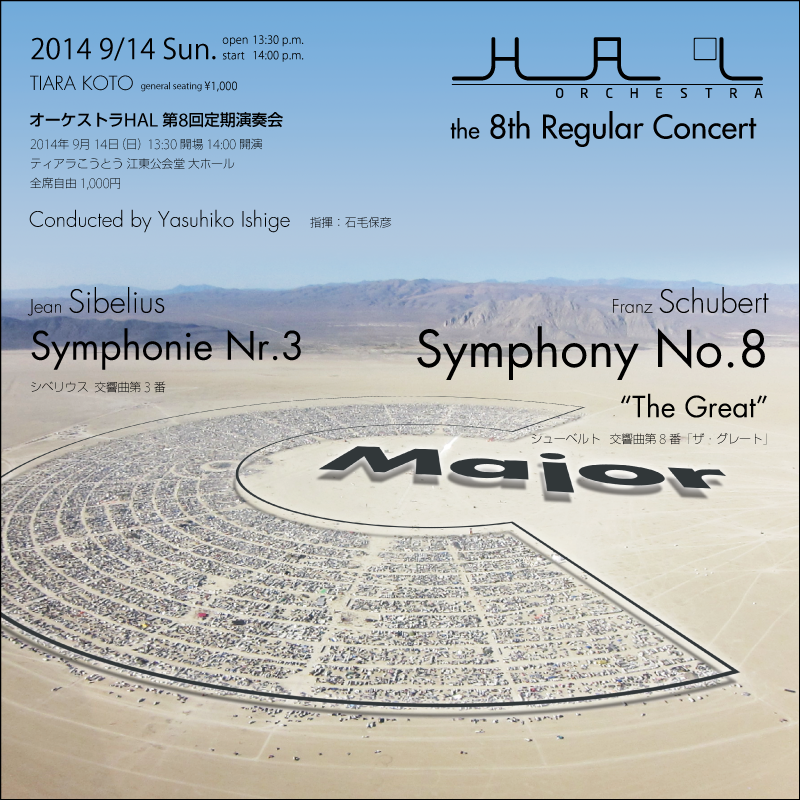 2014 9/14 Sun. open 13:30 p.m.
start 14:00 p.m.
TIARA KOTO general seating ¥1,000
オーケストラHAL 第8回定期演奏会
2014年 9月 14日（日） 13:30 開場 14:00 開演
ティアラこうとう 江東公会堂 大ホール
全席自由 1,000円
Conducted by Yasuhiko Ishige 指揮：石毛保彦
HAL
ORCHESTRA
the 8th Regular Concert
Jean Sibelius
Symphonie Nr.3
シベリウス 交響曲第3番
Franz Schubert
Symphony No.8
“The Great”
シューベルト 交響曲第8番「ザ・グレート」
Major